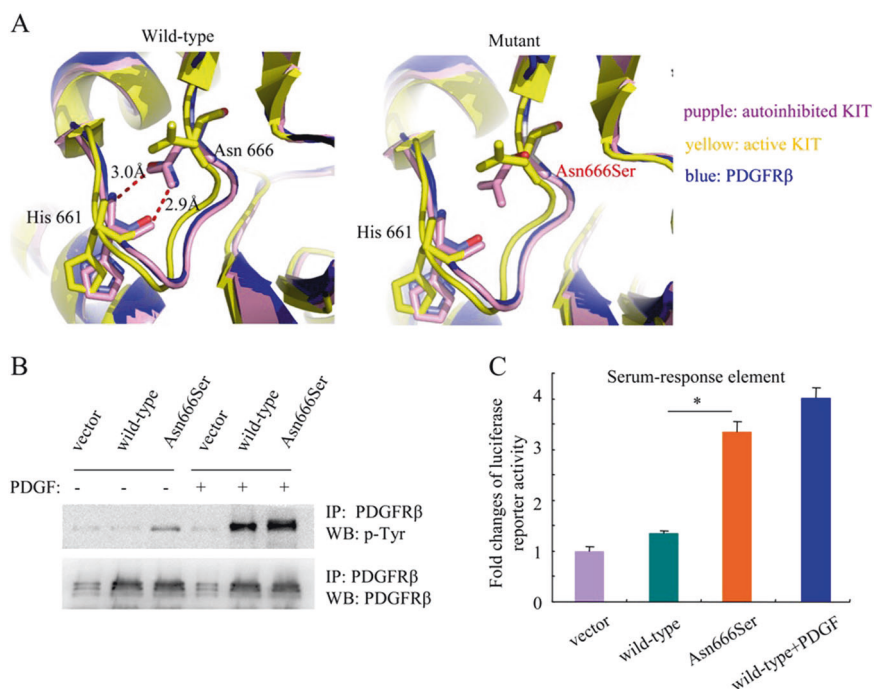 A
Wild-type
Mutant
3.0Å
Asn 666
2.9Å
His 661
Asn666Ser
His 661
pupple: autoinhibited KIT
yellow: active KIT
blue: PDGFRβ
B
vector
wild-type
Asn666Ser
vector
wild-type
Asn666Ser
PDGF: - - - + + +
IP: PDGFRβ
WB: p-Tyr
IP: PDGFRβ
WB: PDGFRβ
C
Serum-response element
*
Fold changes of luciferase
reporter activity
4
3
2
1
0
vector
wild-type
Asn666Ser
wild-type+PDGF